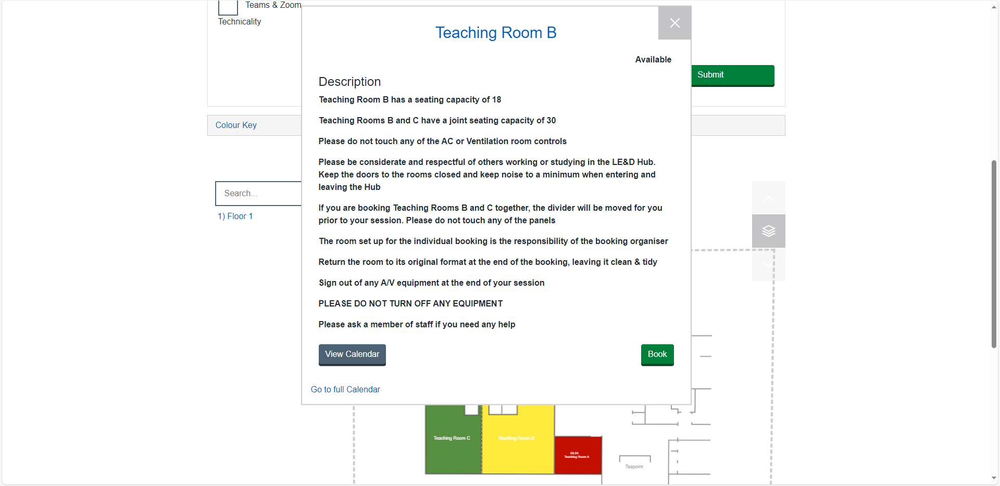 Teams & Zoom
Technicality
Teaching Room B
Available
Submit
Description
Teaching Room B has a seating capacity of 18
Teaching Rooms B and C have a joint seating capacity of 30
Please do not touch any of the AC or Ventilation room controls
Please be considerate and respectful of others working or studying in the LE&D Hub.
Keep the doors to the rooms closed and keep noise to a minimum when entering and
leaving the Hub
If you are booking Teaching Rooms B and C together, the divider will be moved for you
prior to your session. Please do not touch any of the panels
The room set up for the individual booking is the responsibility of the booking organiser
Return the room to its original format at the end of the booking, leaving it clean & tidy
Sign out of any A/V equipment at the end of your session
PLEASE DO NOT TURN OFF ANY EQUIPMENT
Please ask a member of staff if you need any help
View Calendar
Book
Go to full Calendar
Colour Key
Search...
1) Floor 1
Teaching Room C
Teaching Room B
00.04
Teaching Room A
Teapoint